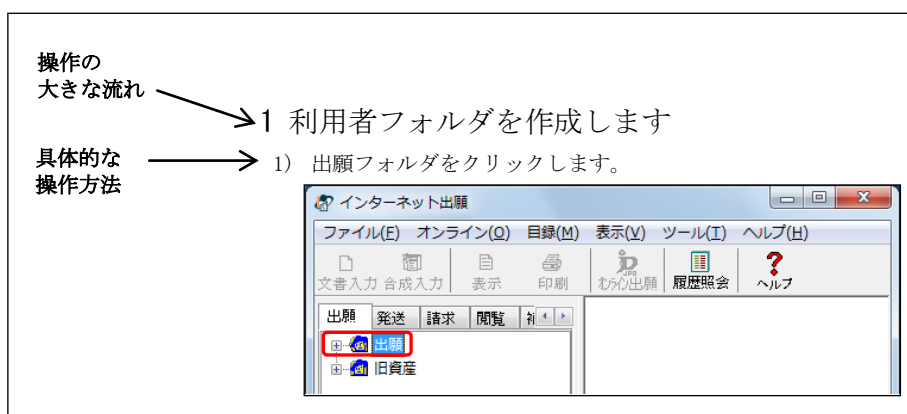 操作の
大きな流れ
1 利用者フォルダを作成します
具体的な
操作方法
1) 出願フォルダをクリックします。
インターネット出願
ファイル(F) オンライン(O) 目録(M) 表示(V) ツール(T) ヘルプ(H)
文書入力 合成入力 表示 印刷 オンライン出願 履歴照会 ヘルプ
出願 発送 請求 閲覧
出願
旧資産